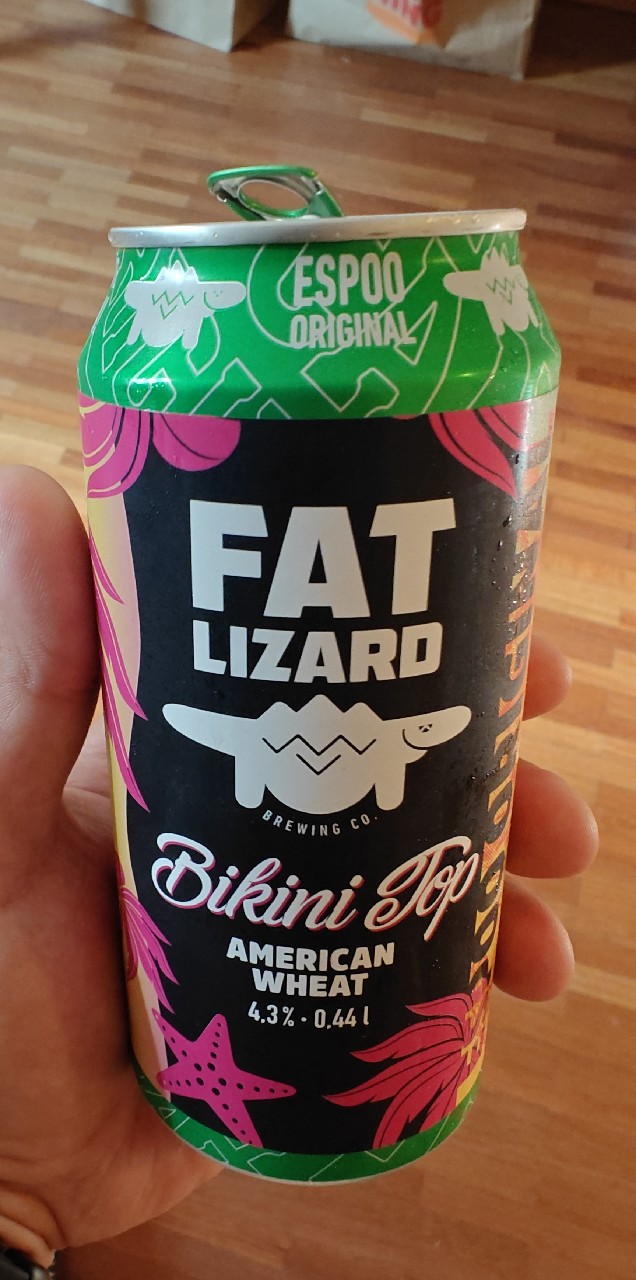 ESPOO
ORIGINAL
FAT
LIZARD
BREWING CO.
Bikini Top
AMERICAN
WHEAT
4,3% · 0,44 l